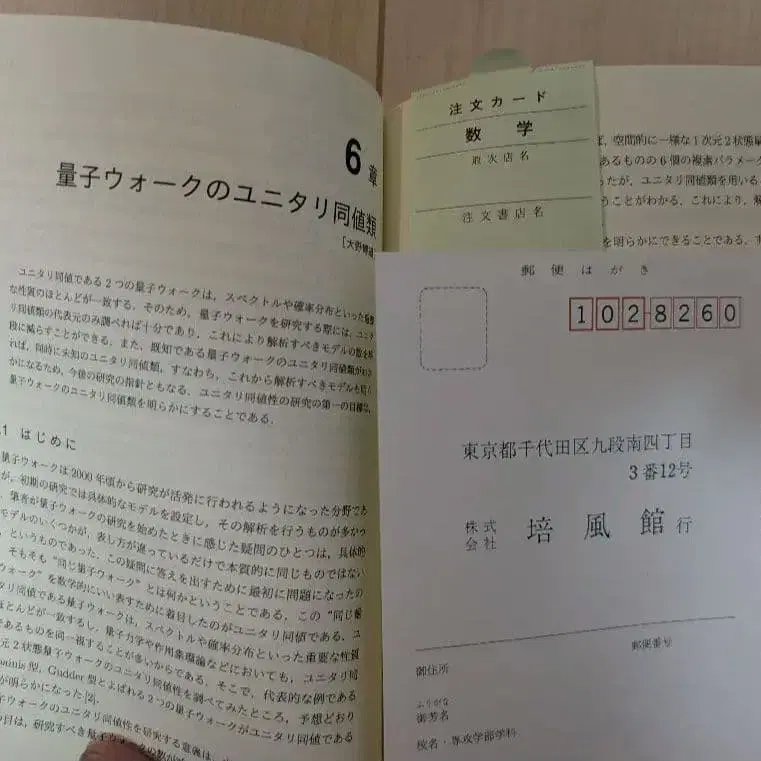 6章
量子ウォークのユニタリ同値類
ユニタリ同値である2つの量子ウォークは，スペクトルや確率分布といった
な性質のほとんどが一致する．そのため，量子ウォークを研究する際には，ユニタ
リ同値類の代表元のみ調べれば十分であり，これにより解析すべきモデルの数を
段に減らすことができる．また，既知である量子ウォークのユニタリ同値類がわか
れば，同時に未知のユニタリ同値類，すなわち，これから解析すべきモデルも
かになるため，今後の研究の指針ともなる．ユニタリ同値性の研究の第一の目標は，
量子ウォークのユニタリ同値類を明らかにすることである．
.1 はじめに
量子ウォークは2000年頃から研究が活発に行われるようになった分野であ
が，初期の研究では具体的なモデルを設定し，その解析を行うものが多かっ
筆者が量子ウォークの研究を始めたときに感じた疑問のひとつは，具体的
モデルのいくつかが，表し方が違っているだけで本質的に同じものではない
，というものであった．この疑問に答えを出すために最初に問題になったの
そもそも“同じ量子ウォーク”とは何かということである．この“同じ量
ウォーク”を数学的にいい表すために着目したのがユニタリ同値である．ユ
タリ同値である量子ウォークは，スペクトルや確率分布といった重要な性質
ほとんどが一致するし，量子力学や作用素環論などにおいても，ユニタリ同
であるものを同一視することが多いからである．そこで，代表的な例である
元2状態量子ウォークのユニタリ同値性を調べてみたところ，予想どおり
型，Gudder型とよばれる2つの量子ウォークがユニタリ同値である
が明らかになった[2]．
子ウォークのユニタリ同値性を研究する意義は，
の目は，研究すべき量子ウォークの数が
注文カード
数学
取次店名
注文書店名
ば，空間的に一様な1次元2状態量
あるものの6個の複素パラメー
ったが，ユニタリ同値類を用いる
うことがわかる．これにより，解
を明らかにできることである．す
郵便はがき
1028260
東京都千代田区九段南四丁目
3番12号
株式会社 培風館 行
郵便番号
御住所
ふりがな
御芳名
校名・専攻学部学科